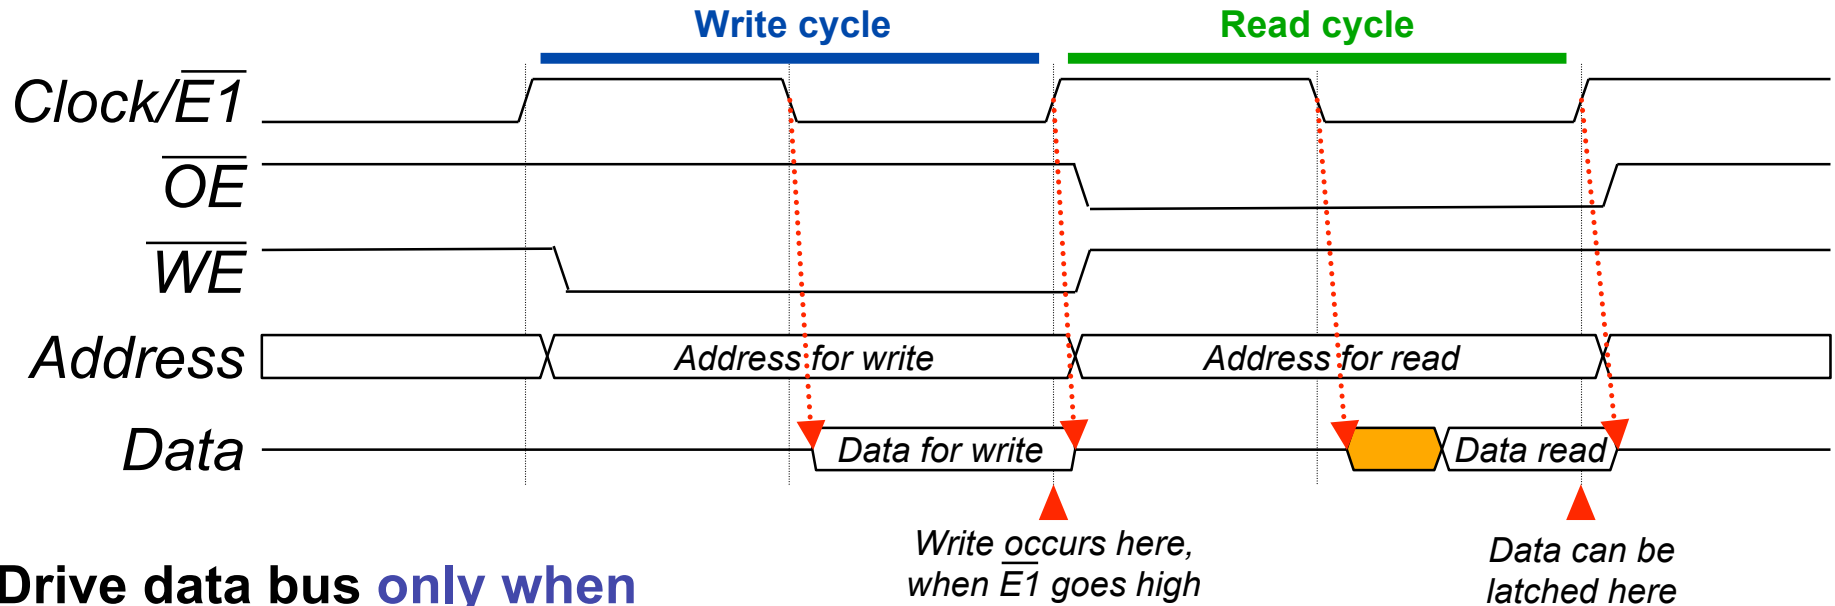 Write cycle Read cycle
Clock/E1
OE
WE
Address Address for write Address for read
Data Data for write Data read
Write occurs here,
when E1 goes high
Data can be
latched here
Drive data bus only when